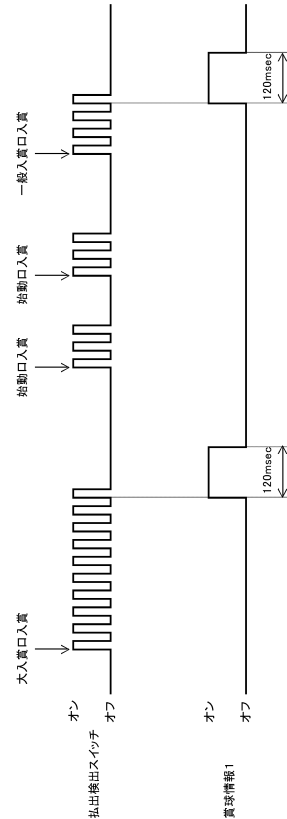 大入賞口入賞
始動口入賞
始動口入賞
一般入賞口入賞
オン
払出検出スイッチ
オフ
オン
賞球情報1
オフ
120msec
120msec